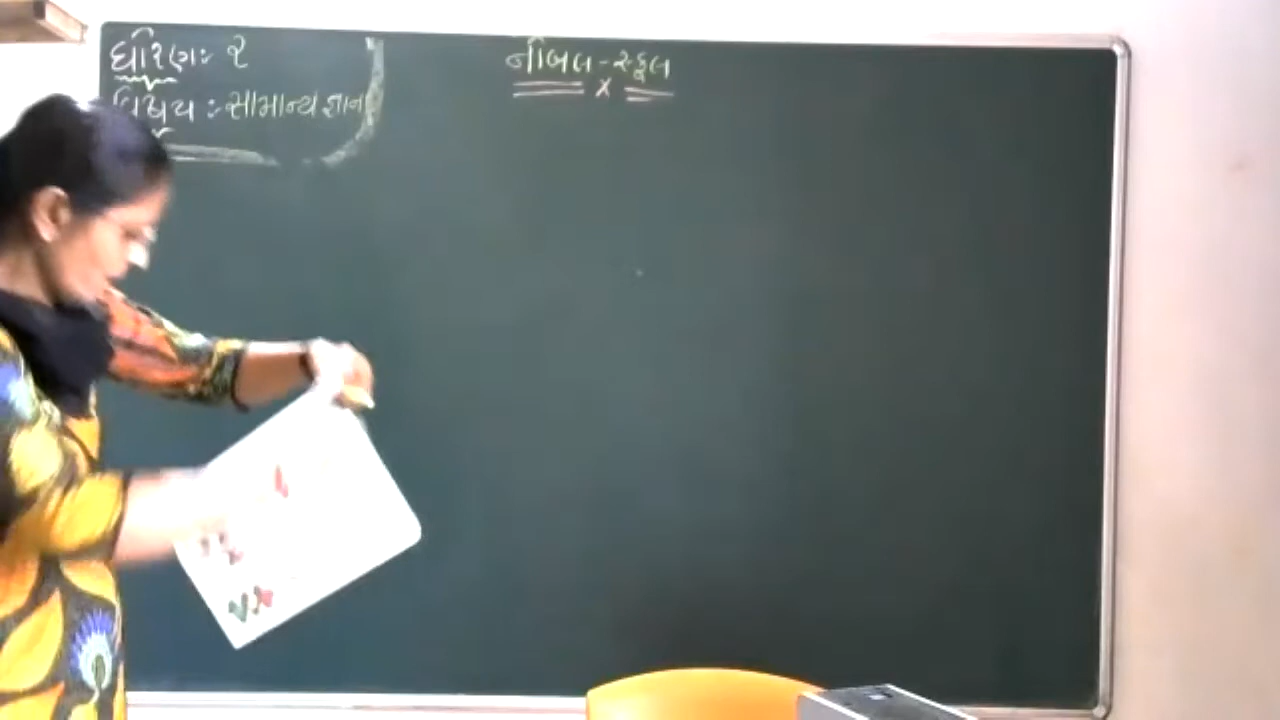 ધોરણ:- ૨
વિષય :- સામાન્ય જ્ઞાન
નોબલ - સ્કૂલ
x